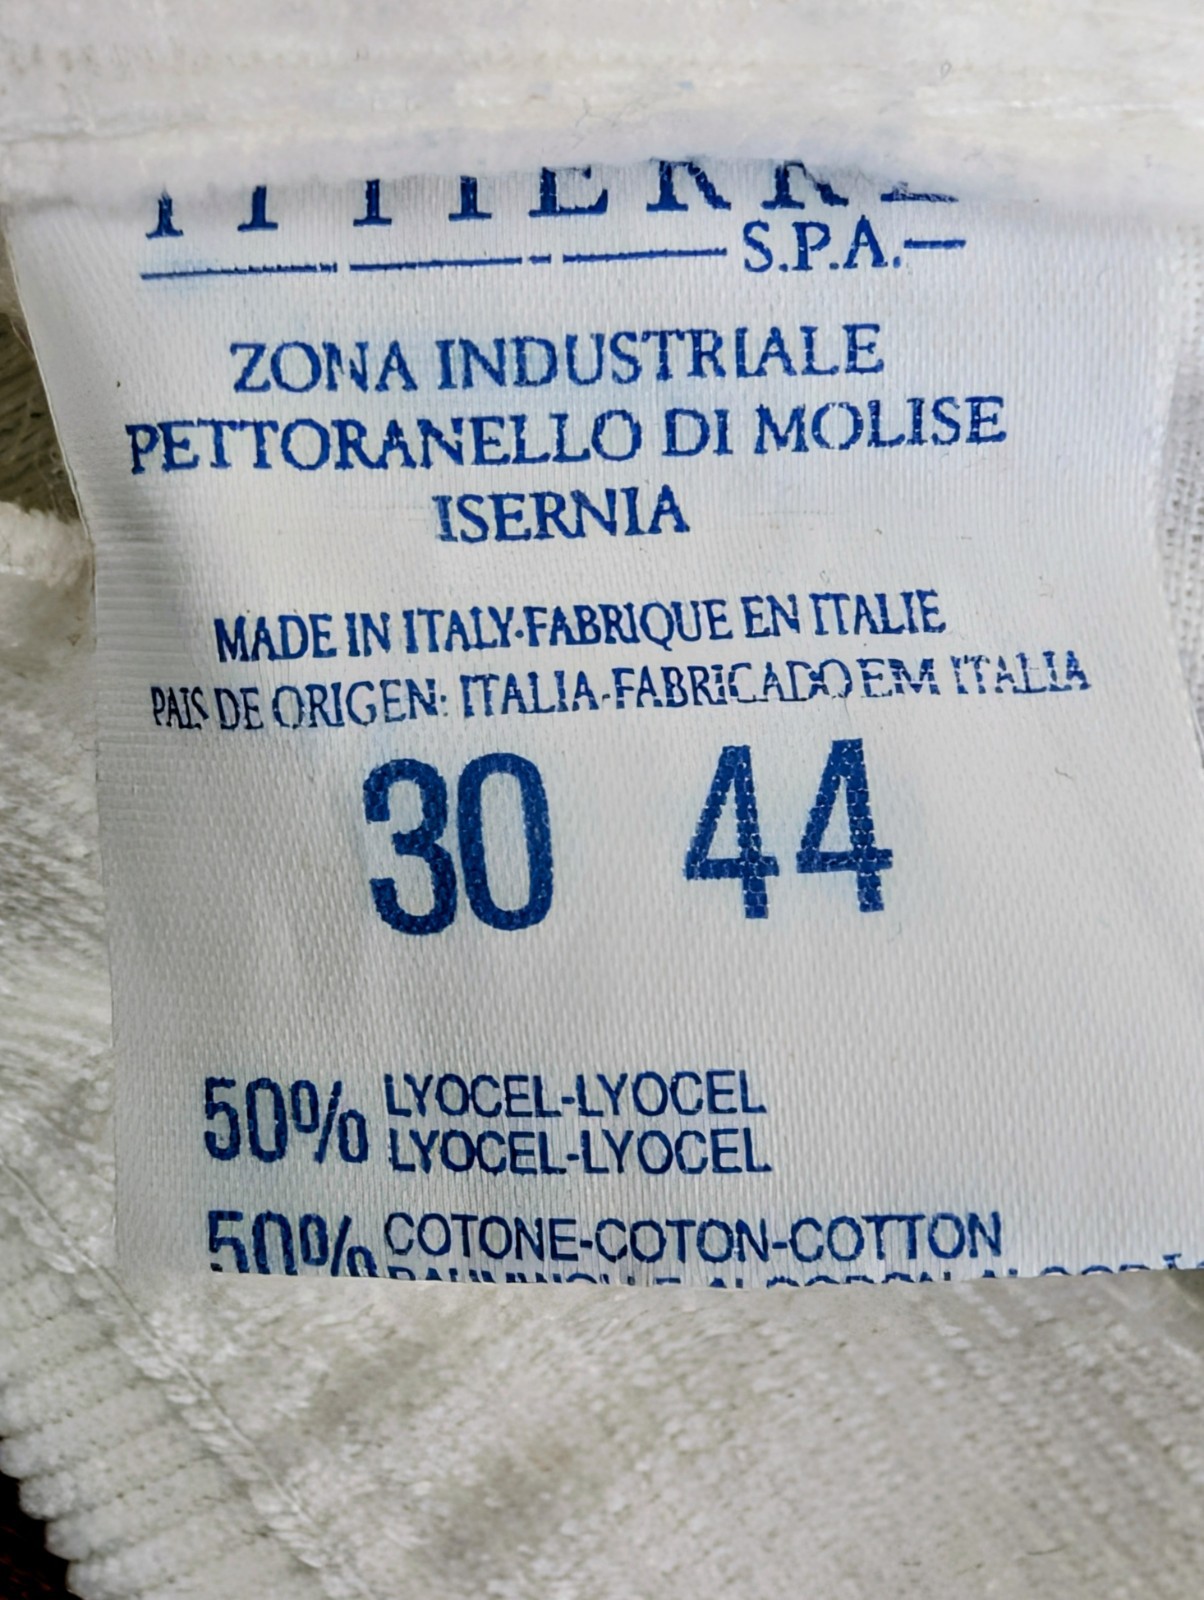 ITTIERRE
S.P.A.
ZONA INDUSTRIALE
PETTORANELLO DI MOLISE
ISERNIA
MADE IN ITALY-FABRIQUE EN ITALIE
PAIS DE ORIGEN: ITALIA-FABRICADO EM ITALIA
30 44
50% LYOCEL-LYOCEL
LYOCEL-LYOCEL
50% COTONE-COTON-COTTON